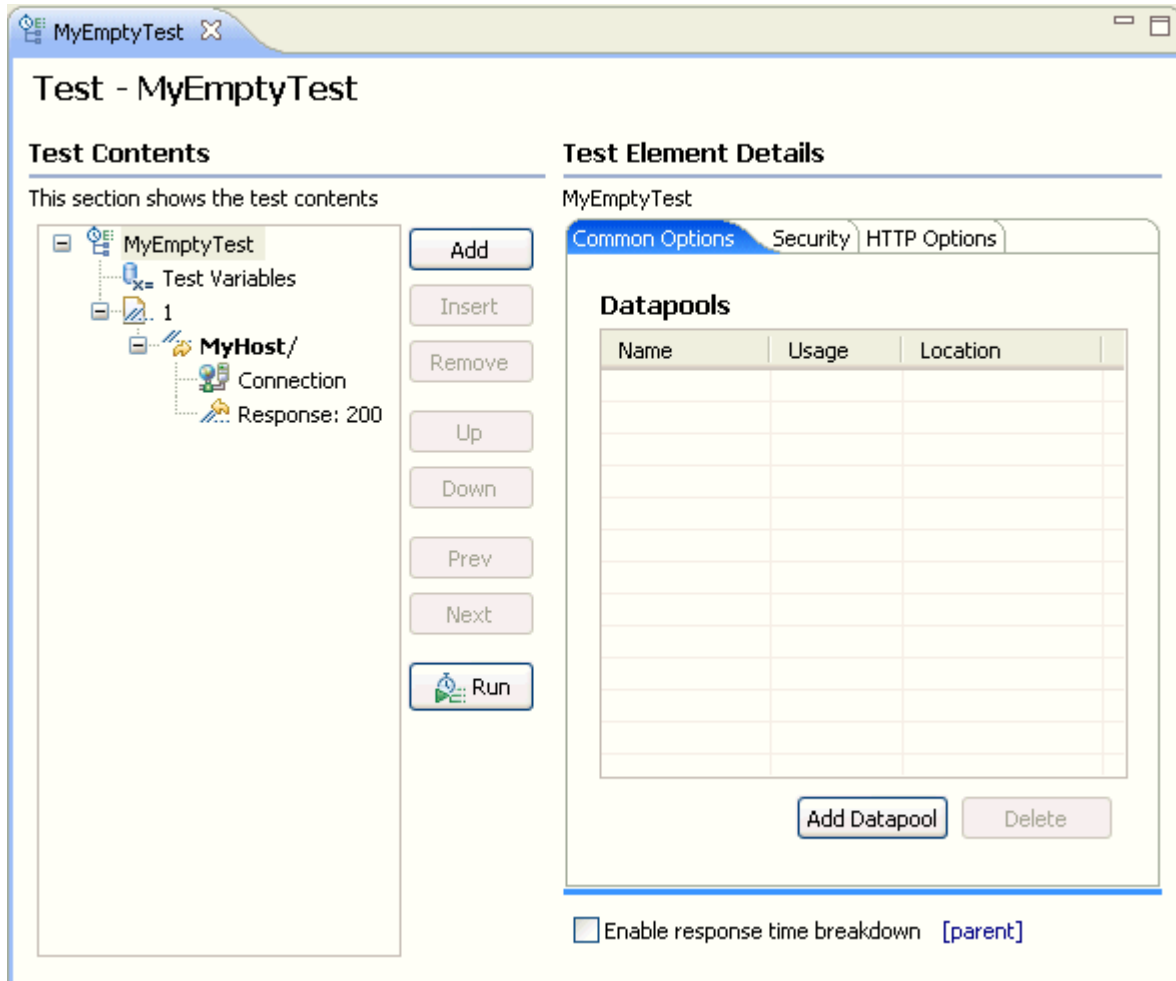 MyEmptyTest
Test - MyEmptyTest
Test Contents
This section shows the test contents
MyEmptyTest
Test Variables
1
MyHost/
Connection
Response: 200
Add
Insert
Remove
Up
Down
Prev
Next
Run
Test Element Details
MyEmptyTest
Common Options Security HTTP Options
Datapools
Name Usage Location
Add Datapool Delete
Enable response time breakdown [parent]